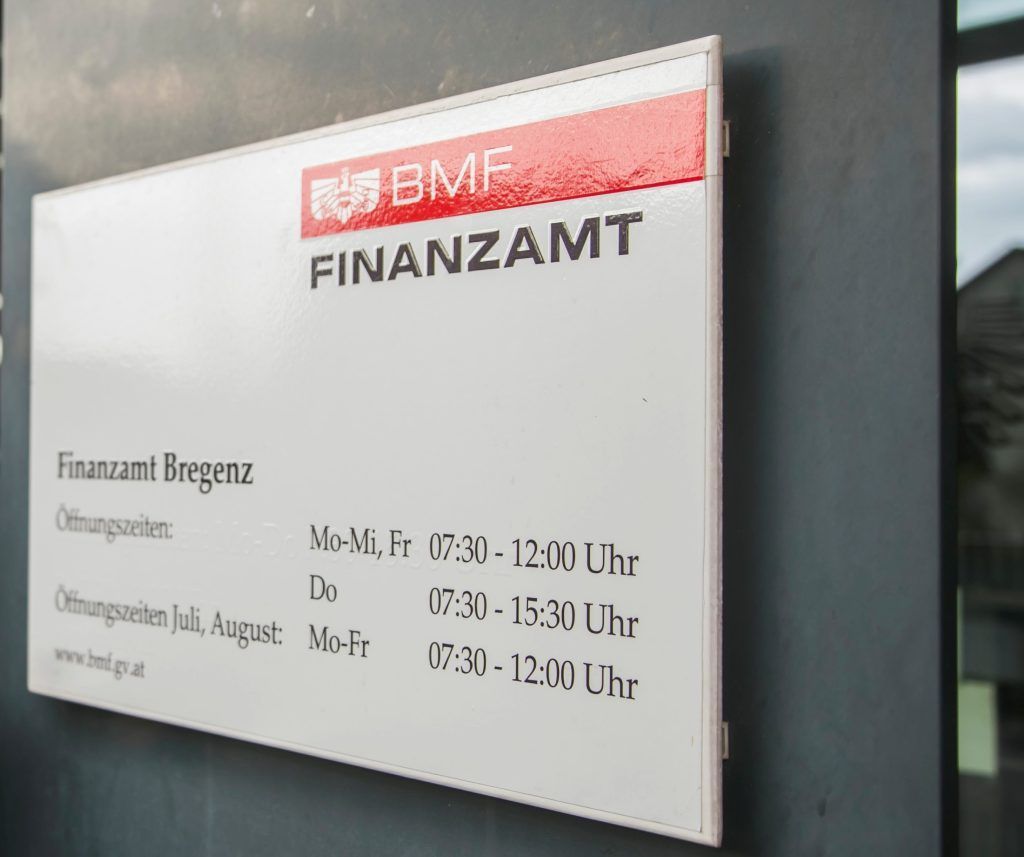 BMF
FINANZAMT
Finanzamt Bregenz
Öffnungszeiten: Mo-Mi, Fr 07:30 - 12:00 Uhr
Do 07:30 - 15:30 Uhr
Öffnungszeiten Juli, August: Mo-Fr 07:30 - 12:00 Uhr
www.bmf.gv.at